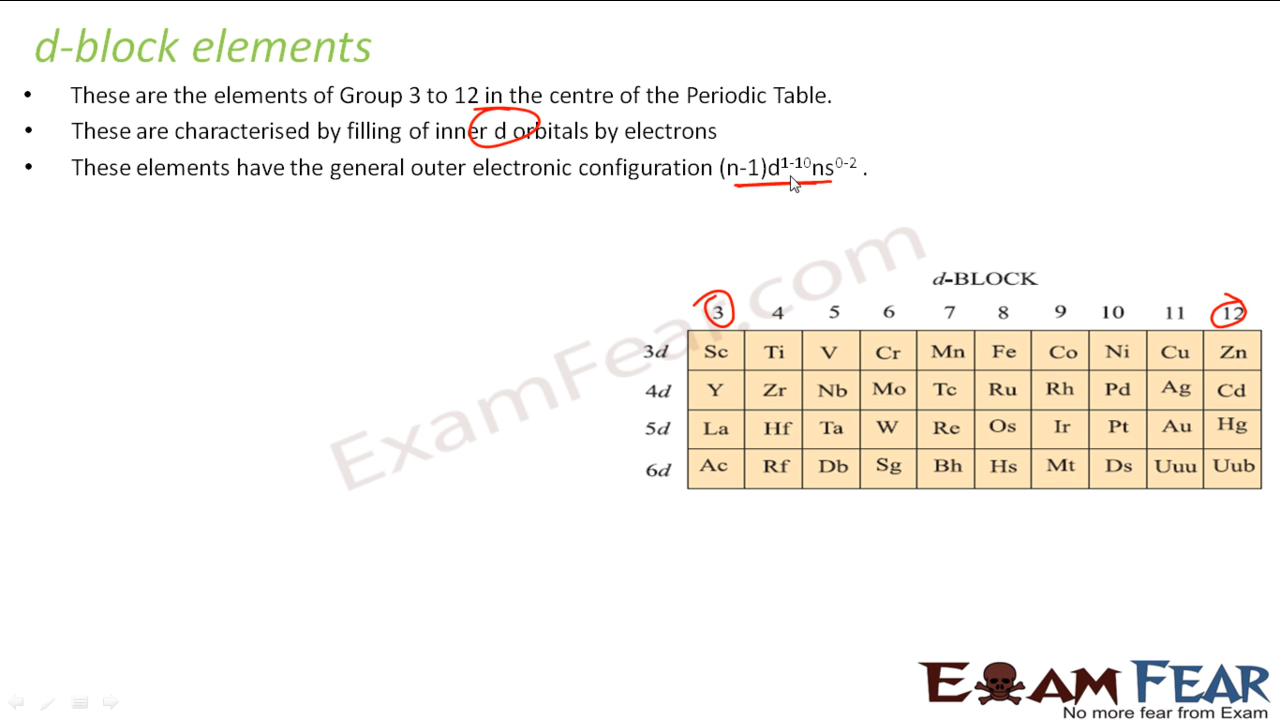 d-block elements
• These are the elements of Group 3 to 12 in the centre of the Periodic Table.
• These are characterised by filling of inner d orbitals by electrons
• These elements have the general outer electronic configuration (n-1)d¹⁻¹⁰ns⁰⁻² .
ExamFear.com
d-BLOCK
3 4 5 6 7 8 9 10 11 12
3d Sc Ti V Cr Mn Fe Co Ni Cu Zn
4d Y Zr Nb Mo Tc Ru Rh Pd Ag Cd
5d La Hf Ta W Re Os Ir Pt Au Hg
6d Ac Rf Db Sg Bh Hs Mt Ds Uuu Uub
EXAM FEAR
No more fear from Exam